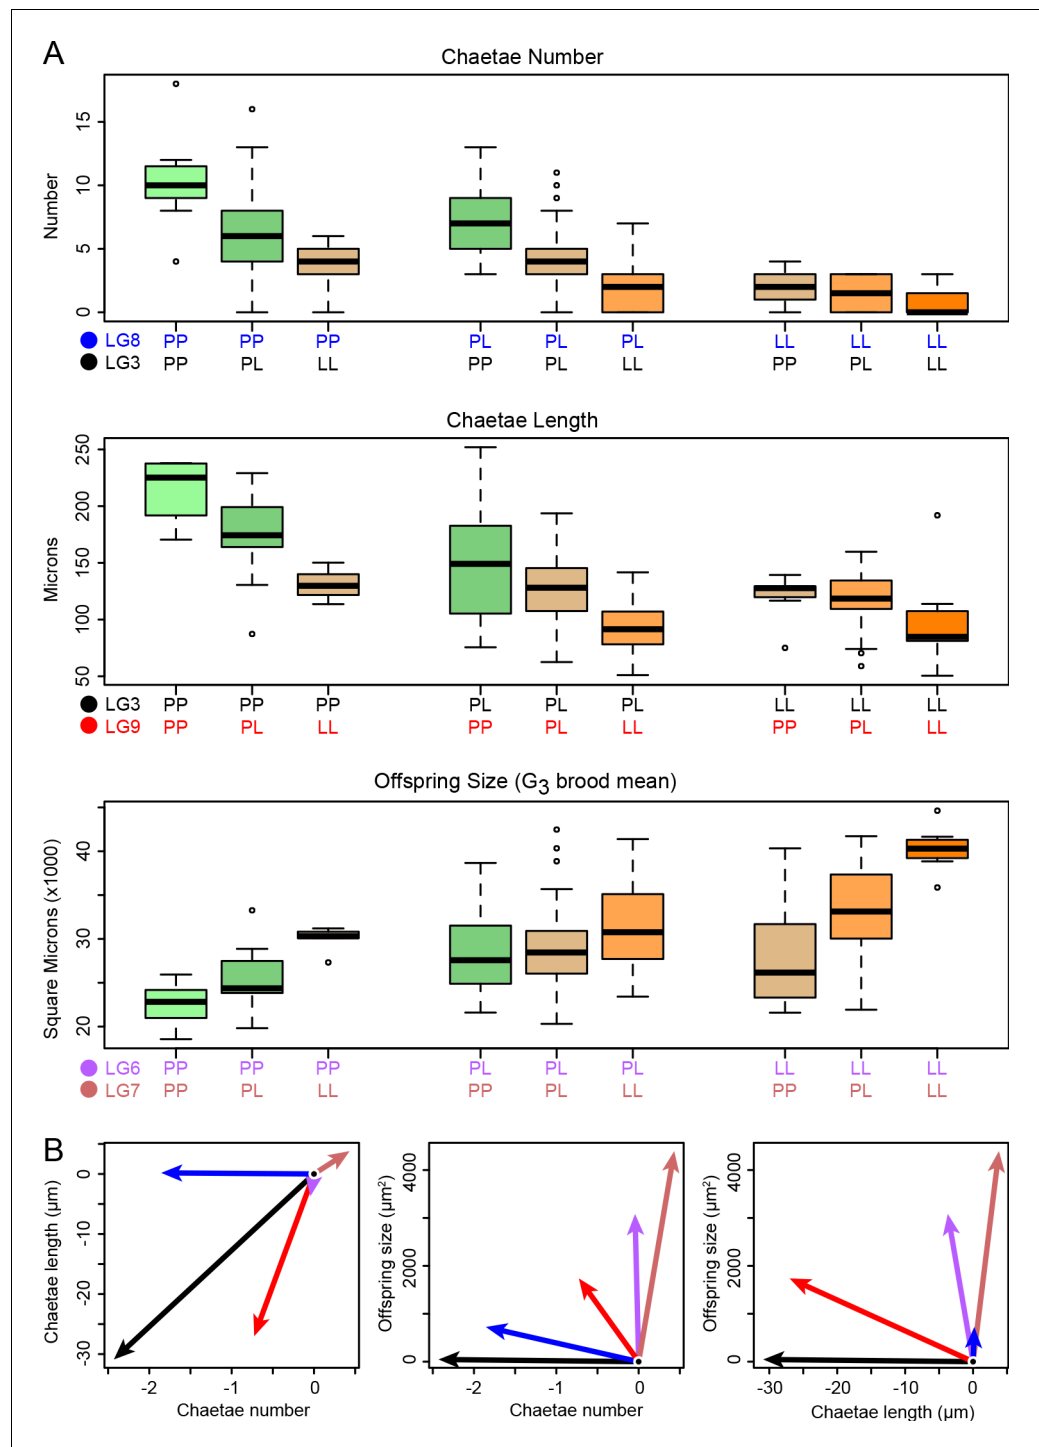 A
Chaetae Number
Number
15
10
5
0
LG8 PP PP PP PL PL PL LL LL LL
LG3 PP PL LL PP PL LL PP PL LL
Chaetae Length
Microns
250
200
150
100
50
LG3 PP PP PP PL PL PL LL LL LL
LG9 PP PL LL PP PL LL PP PL LL
Offspring Size (G3 brood mean)
Square Microns (x1000)
40
30
20
LG6 PP PP PP PL PL PL LL LL LL
LG7 PP PL LL PP PL LL PP PL LL
B
Chaetae length (µm)
0
-10
-20
-30
-2 -1 0
Chaetae number
Offspring size (µm²)
4000
2000
0
-2 -1 0
Chaetae number
Offspring size (µm²)
4000
2000
0
-30 -20 -10 0
Chaetae length (µm)